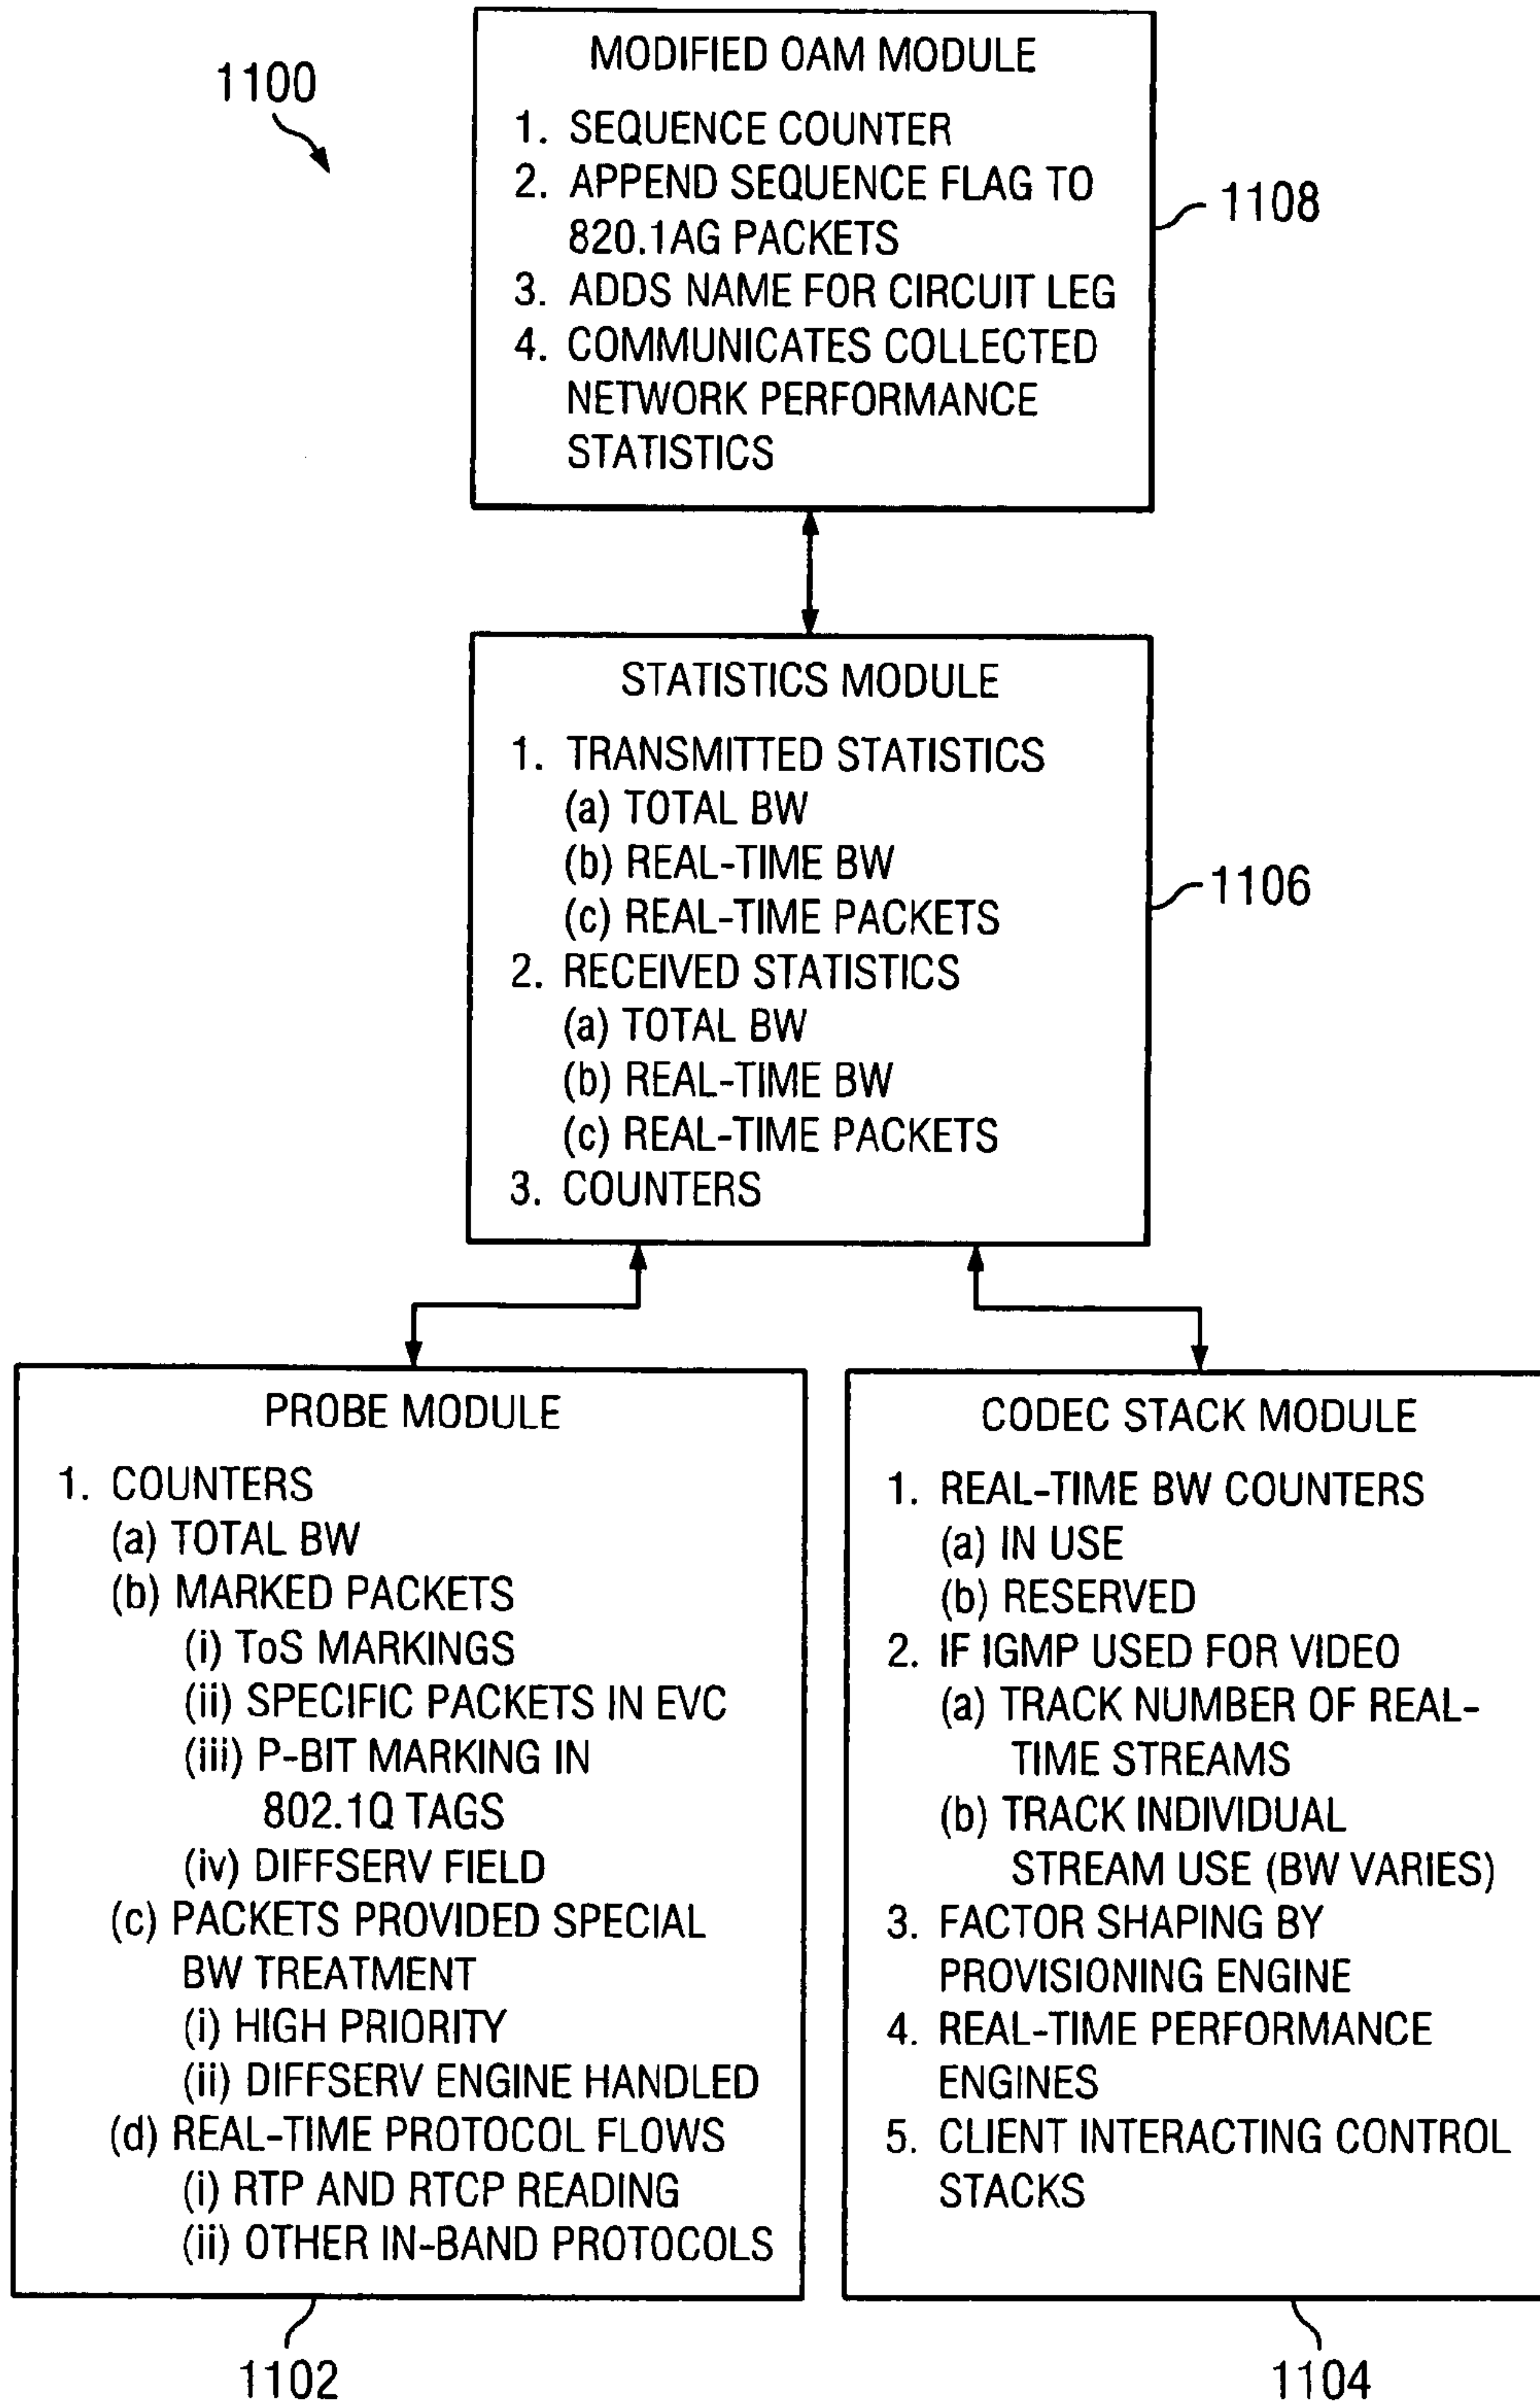 1100
MODIFIED OAM MODULE
1. SEQUENCE COUNTER
2. APPEND SEQUENCE FLAG TO
820.1AG PACKETS
3. ADDS NAME FOR CIRCUIT LEG
4. COMMUNICATES COLLECTED
NETWORK PERFORMANCE
STATISTICS
1108
STATISTICS MODULE
1. TRANSMITTED STATISTICS
(a) TOTAL BW
(b) REAL-TIME BW
(c) REAL-TIME PACKETS
2. RECEIVED STATISTICS
(a) TOTAL BW
(b) REAL-TIME BW
(c) REAL-TIME PACKETS
3. COUNTERS
1106
PROBE MODULE
1. COUNTERS
(a) TOTAL BW
(b) MARKED PACKETS
(i) ToS MARKINGS
(ii) SPECIFIC PACKETS IN EVC
(iii) P-BIT MARKING IN
802.1Q TAGS
(iv) DIFFSERV FIELD
(c) PACKETS PROVIDED SPECIAL
BW TREATMENT
(i) HIGH PRIORITY
(ii) DIFFSERV ENGINE HANDLED
(d) REAL-TIME PROTOCOL FLOWS
(i) RTP AND RTCP READING
(ii) OTHER IN-BAND PROTOCOLS
1102
CODEC STACK MODULE
1. REAL-TIME BW COUNTERS
(a) IN USE
(b) RESERVED
2. IF IGMP USED FOR VIDEO
(a) TRACK NUMBER OF REAL-
TIME STREAMS
(b) TRACK INDIVIDUAL
STREAM USE (BW VARIES)
3. FACTOR SHAPING BY
PROVISIONING ENGINE
4. REAL-TIME PERFORMANCE
ENGINES
5. CLIENT INTERACTING CONTROL
STACKS
1104